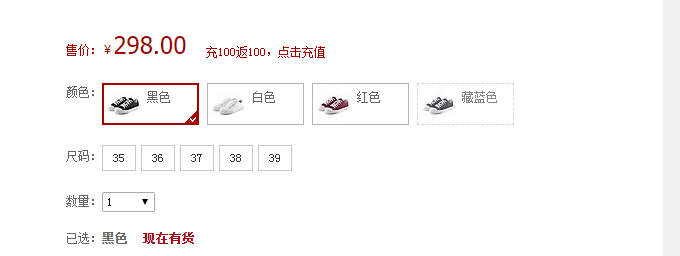 售价：￥298.00 充100返100，点击充值
颜色： 黑色 白色 红色 藏蓝色
尺码： 35 36 37 38 39
数量： 1
已选：黑色 现在有货